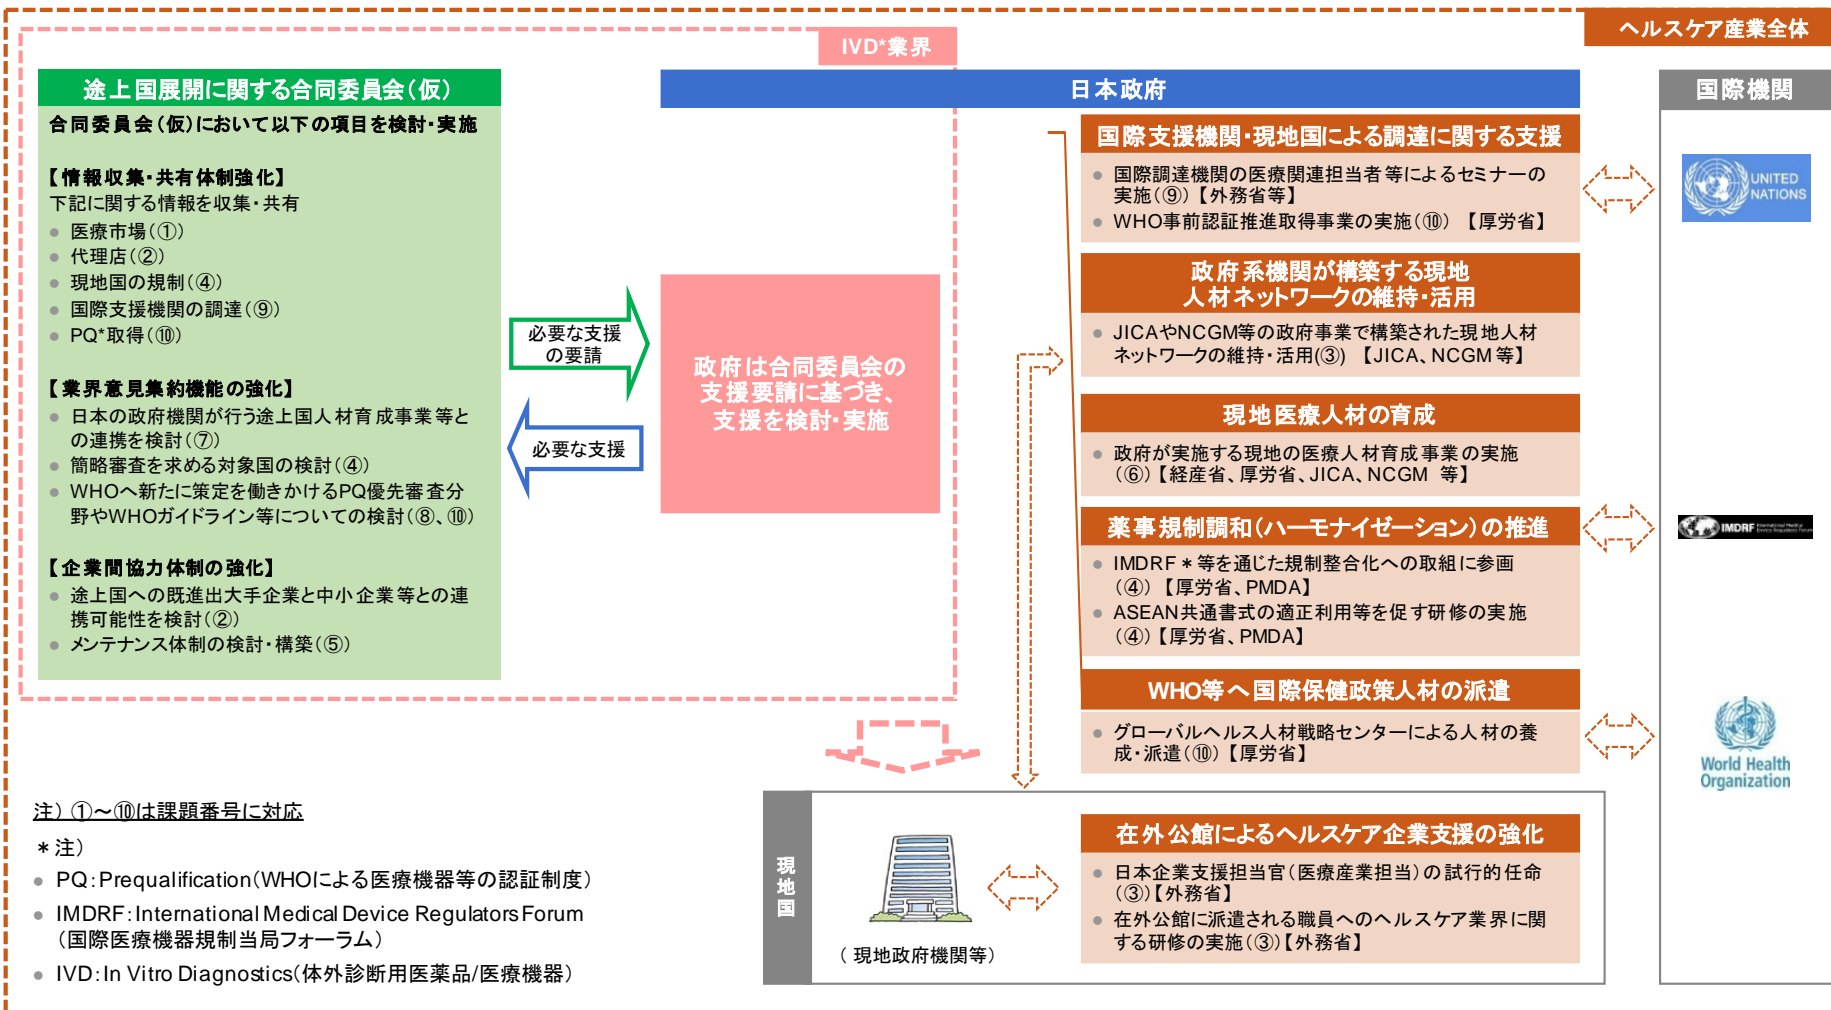 ヘルスケア産業全体
IVD*業界
途上国展開に関する合同委員会(仮)
合同委員会(仮)において以下の項目を検討・実施
【情報収集・共有体制強化】
下記に関する情報を収集・共有
● 医療市場(①)
● 代理店(②)
● 現地国の規制(④)
● 国際支援機関の調達(⑨)
● PQ*取得(⑩)
【業界意見集約機能の強化】
● 日本の政府機関が行う途上国人材育成事業等と
の連携を検討(⑦)
● 簡略審査を求める対象国の検討(④)
● WHOへ新たに策定を働きかけるPQ優先審査分
野やWHOガイドライン等についての検討(⑧、⑩)
【企業間協力体制の強化】
● 途上国への既進出大手企業と中小企業等との連
携可能性を検討(②)
● メンテナンス体制の検討・構築(⑤)
必要な支援
の要請
必要な支援
日本政府
政府は合同委員会の
支援要請に基づき、
支援を検討・実施
国際支援機関・現地国による調達に関する支援
● 国際調達機関の医療関連担当者等によるセミナーの
実施(⑨)【外務省等】
● WHO事前認証推進取得事業の実施(⑩) 【厚労省】
政府系機関が構築する現地
人材ネットワークの維持・活用
● JICAやNCGM等の政府事業で構築された現地人材
ネットワークの維持・活用(③) 【JICA、NCGM等】
現地医療人材の育成
● 政府が実施する現地の医療人材育成事業の実施
(⑥)【経産省、厚労省、JICA、NCGM 等】
薬事規制調和(ハーモナイゼーション)の推進
● IMDRF*等を通じた規制整合化への取組に参画
(④)【厚労省、PMDA】
● ASEAN共通書式の適正利用等を促す研修の実施
(④)【厚労省、PMDA】
WHO等へ国際保健政策人材の派遣
● グローバルヘルス人材戦略センターによる人材の養
成・派遣(⑩)【厚労省】
国際機関
UNITED
NATIONS
IMDRF International Medical
Device Regulators Forum
World Health
Organization
現地国
(現地政府機関等)
在外公館によるヘルスケア企業支援の強化
● 日本企業支援担当官(医療産業担当)の試行的任命
(③)【外務省】
● 在外公館に派遣される職員へのヘルスケア業界に関
する研修の実施(③)【外務省】
注)①～⑩は課題番号に対応
*注)
● PQ:Prequalification(WHOによる医療機器等の認証制度)
● IMDRF:International Medical Device Regulators Forum
(国際医療機器規制当局フォーラム)
● IVD:In Vitro Diagnostics(体外診断用医薬品/医療機器)